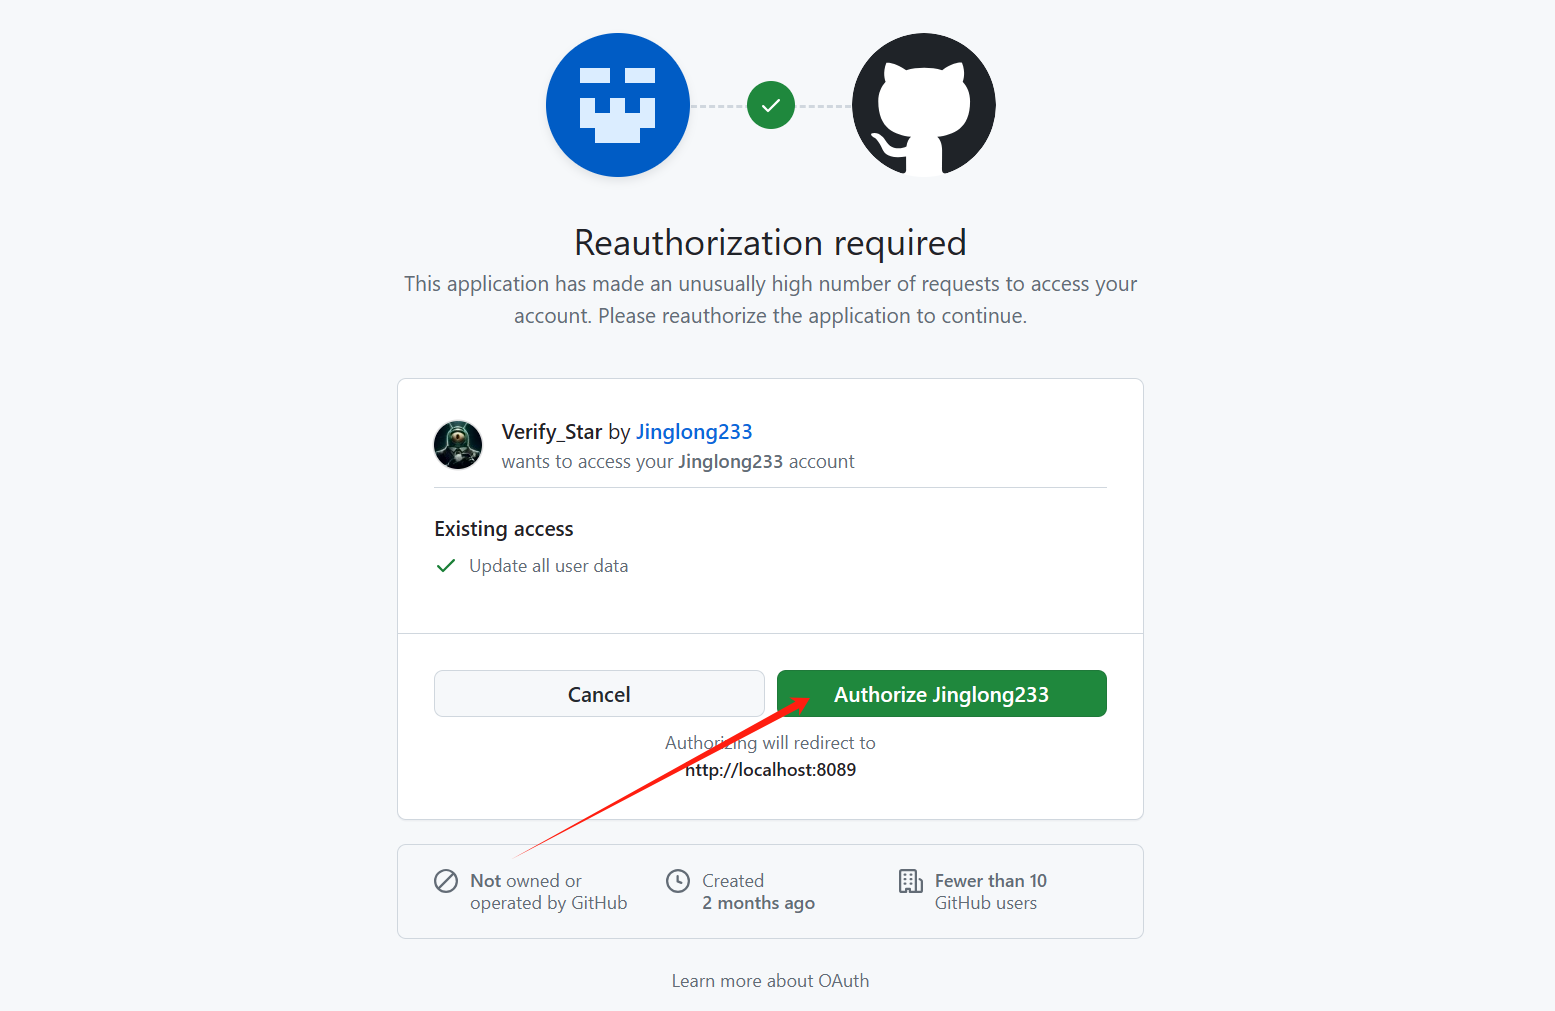 Reauthorization required
This application has made an unusually high number of requests to access your
account. Please reauthorize the application to continue.
Verify_Star by Jinglong233
wants to access your Jinglong233 account
Existing access
Update all user data
Cancel
Authorize Jinglong233
Authorizing will redirect to
http://localhost:8089
Not owned or
operated by GitHub
Created
2 months ago
Fewer than 10
GitHub users
Learn more about OAuth